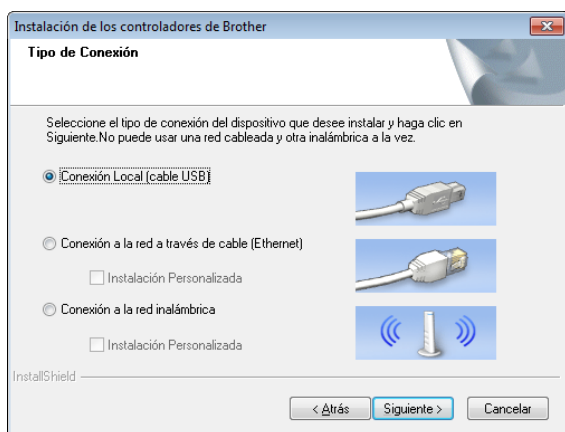 Instalación de los controladores de Brother
Tipo de Conexión
Seleccione el tipo de conexión del dispositivo que desee instalar y haga clic en
Siguiente.No puede usar una red cableada y otra inalámbrica a la vez.
Conexión Local (cable USB)
Conexión a la red a través de cable (Ethernet)
Instalación Personalizada
Conexión a la red inalámbrica
Instalación Personalizada
InstallShield
< Atrás Siguiente > Cancelar